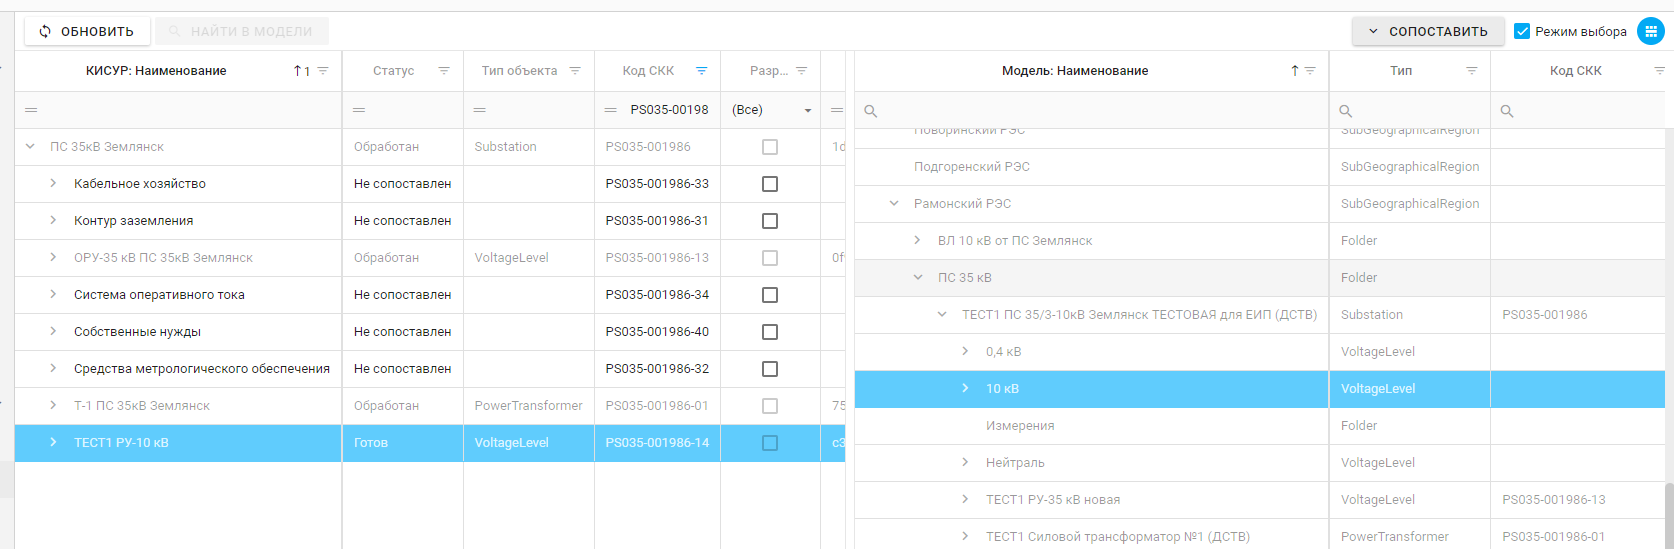 ОБНОВИТЬ НАЙТИ В МОДЕЛИ СОПОСТАВИТЬ Режим выбора
КИСУР: Наименование 1 Статус Тип объекта Код СКК Разр...
PS035-00198 (Все)
ПС 35кВ Землянск Обработан Substation PS035-001986 1d
Кабельное хозяйство Не сопоставлен PS035-001986-33
Контур заземления Не сопоставлен PS035-001986-31
ОРУ-35 кВ ПС 35кВ Землянск Обработан VoltageLevel PS035-001986-13 0f
Система оперативного тока Не сопоставлен PS035-001986-34
Собственные нужды Не сопоставлен PS035-001986-40
Средства метрологического обеспечения Не сопоставлен PS035-001986-32
Т-1 ПС 35кВ Землянск Обработан PowerTransformer PS035-001986-01 75
ТЕСТ1 РУ-10 кВ Готов VoltageLevel PS035-001986-14 c3
Модель: Наименование Тип Код СКК
Поворинский РЭС SubGeographicalRegion
Подгоренский РЭС SubGeographicalRegion
Рамонский РЭС SubGeographicalRegion
ВЛ 10 кВ от ПС Землянск Folder
ПС 35 кВ Folder
ТЕСТ1 ПС 35/3-10кВ Землянск ТЕСТОВАЯ для ЕИП (ДСТВ) Substation PS035-001986
0,4 кВ VoltageLevel
10 кВ VoltageLevel
Измерения Folder
Нейтраль VoltageLevel
ТЕСТ1 РУ-35 кВ новая VoltageLevel PS035-001986-13
ТЕСТ1 Силовой трансформатор №1 (ДСТВ) PowerTransformer PS035-001986-01